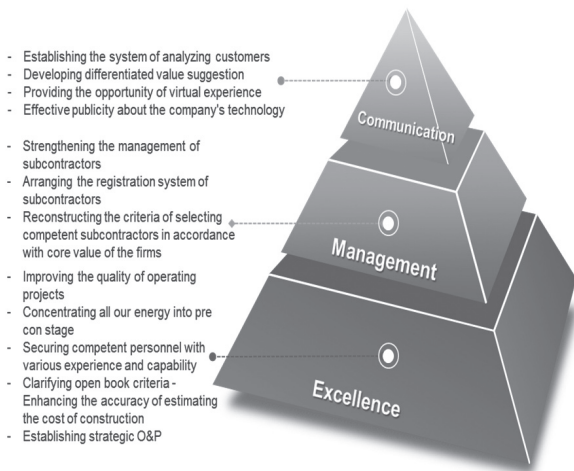 - Establishing the system of analyzing customers
- Developing differentiated value suggestion
- Providing the opportunity of virtual experience
- Effective publicity about the company's technology
- Strengthening the management of
subcontractors
- Arranging the registration system of
subcontractors
- Reconstructing the criteria of selecting
competent subcontractors in accordance
with core value of the firms
- Improving the quality of operating
projects
- Concentrating all our energy into pre
con stage
- Securing competent personnel with
various experience and capability
- Clarifying open book criteria -
Enhancing the accuracy of estimating
the cost of construction
- Establishing strategic O&P
Communication
Management
Excellence